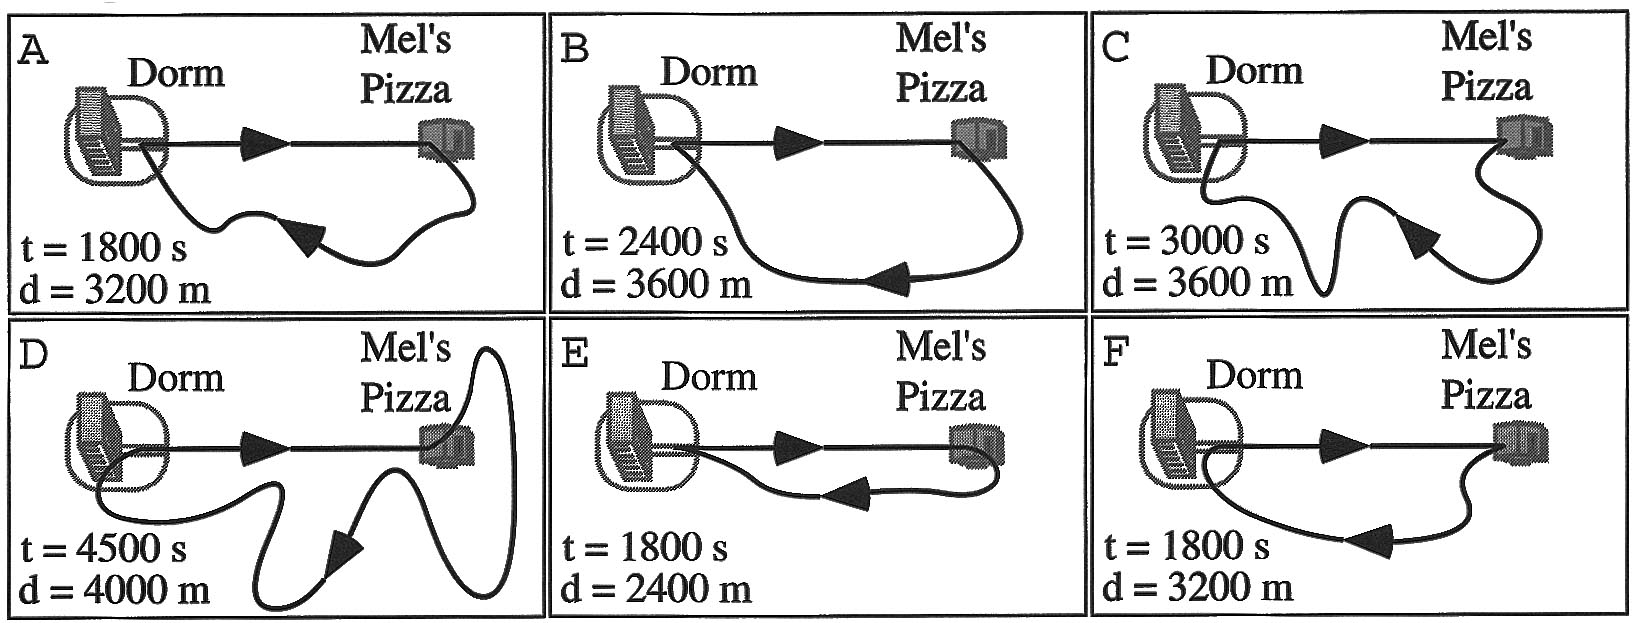 A
Dorm
Mel's
Pizza
t = 1800 s
d = 3200 m
B
Dorm
Mel's
Pizza
t = 2400 s
d = 3600 m
C
Dorm
Mel's
Pizza
t = 3000 s
d = 3600 m
D
Dorm
Mel's
Pizza
t = 4500 s
d = 4000 m
E
Dorm
Mel's
Pizza
t = 1800 s
d = 2400 m
F
Dorm
Mel's
Pizza
t = 1800 s
d = 3200 m